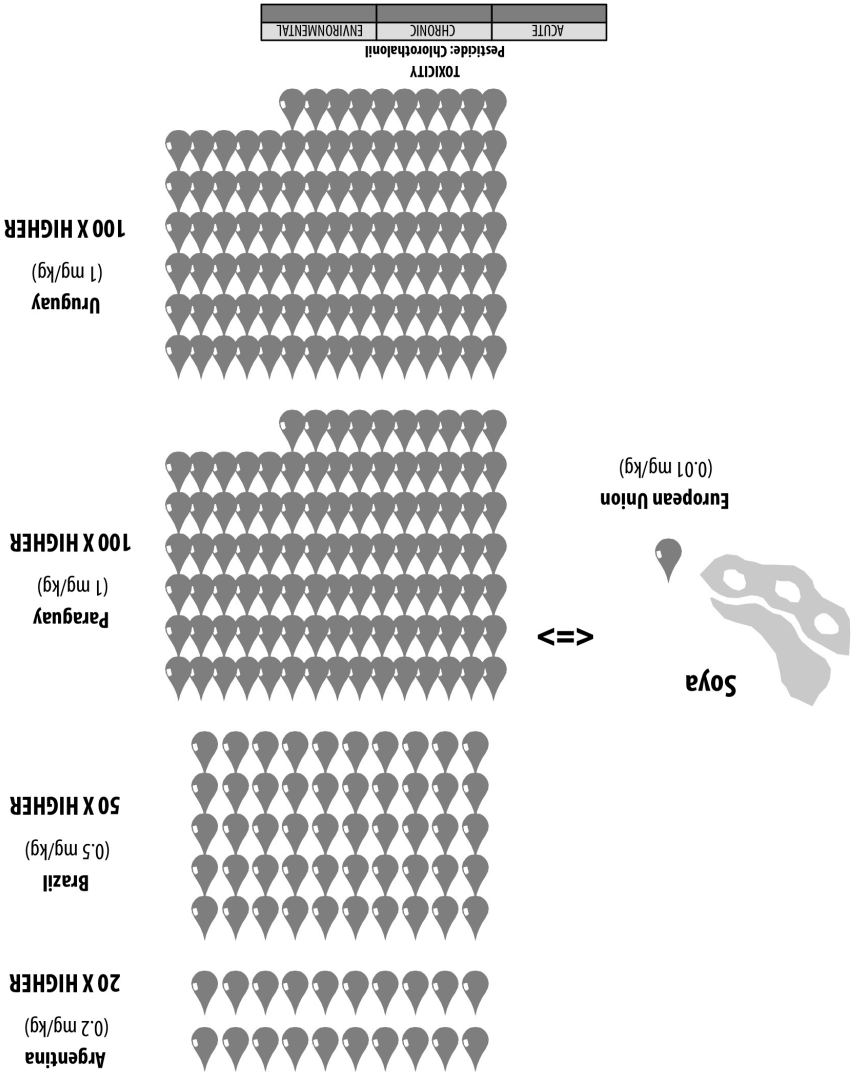 Soya
European Union
(0.01 mg/kg)
<=>
Argentina
(0.2 mg/kg)
20 X HIGHER
Brazil
(0.5 mg/kg)
50 X HIGHER
Paraguay
(1 mg/kg)
100 X HIGHER
Uruguay
(1 mg/kg)
100 X HIGHER
TOXICITY
Pesticide: Chlorothalonil
ACUTE CHRONIC ENVIRONMENTAL